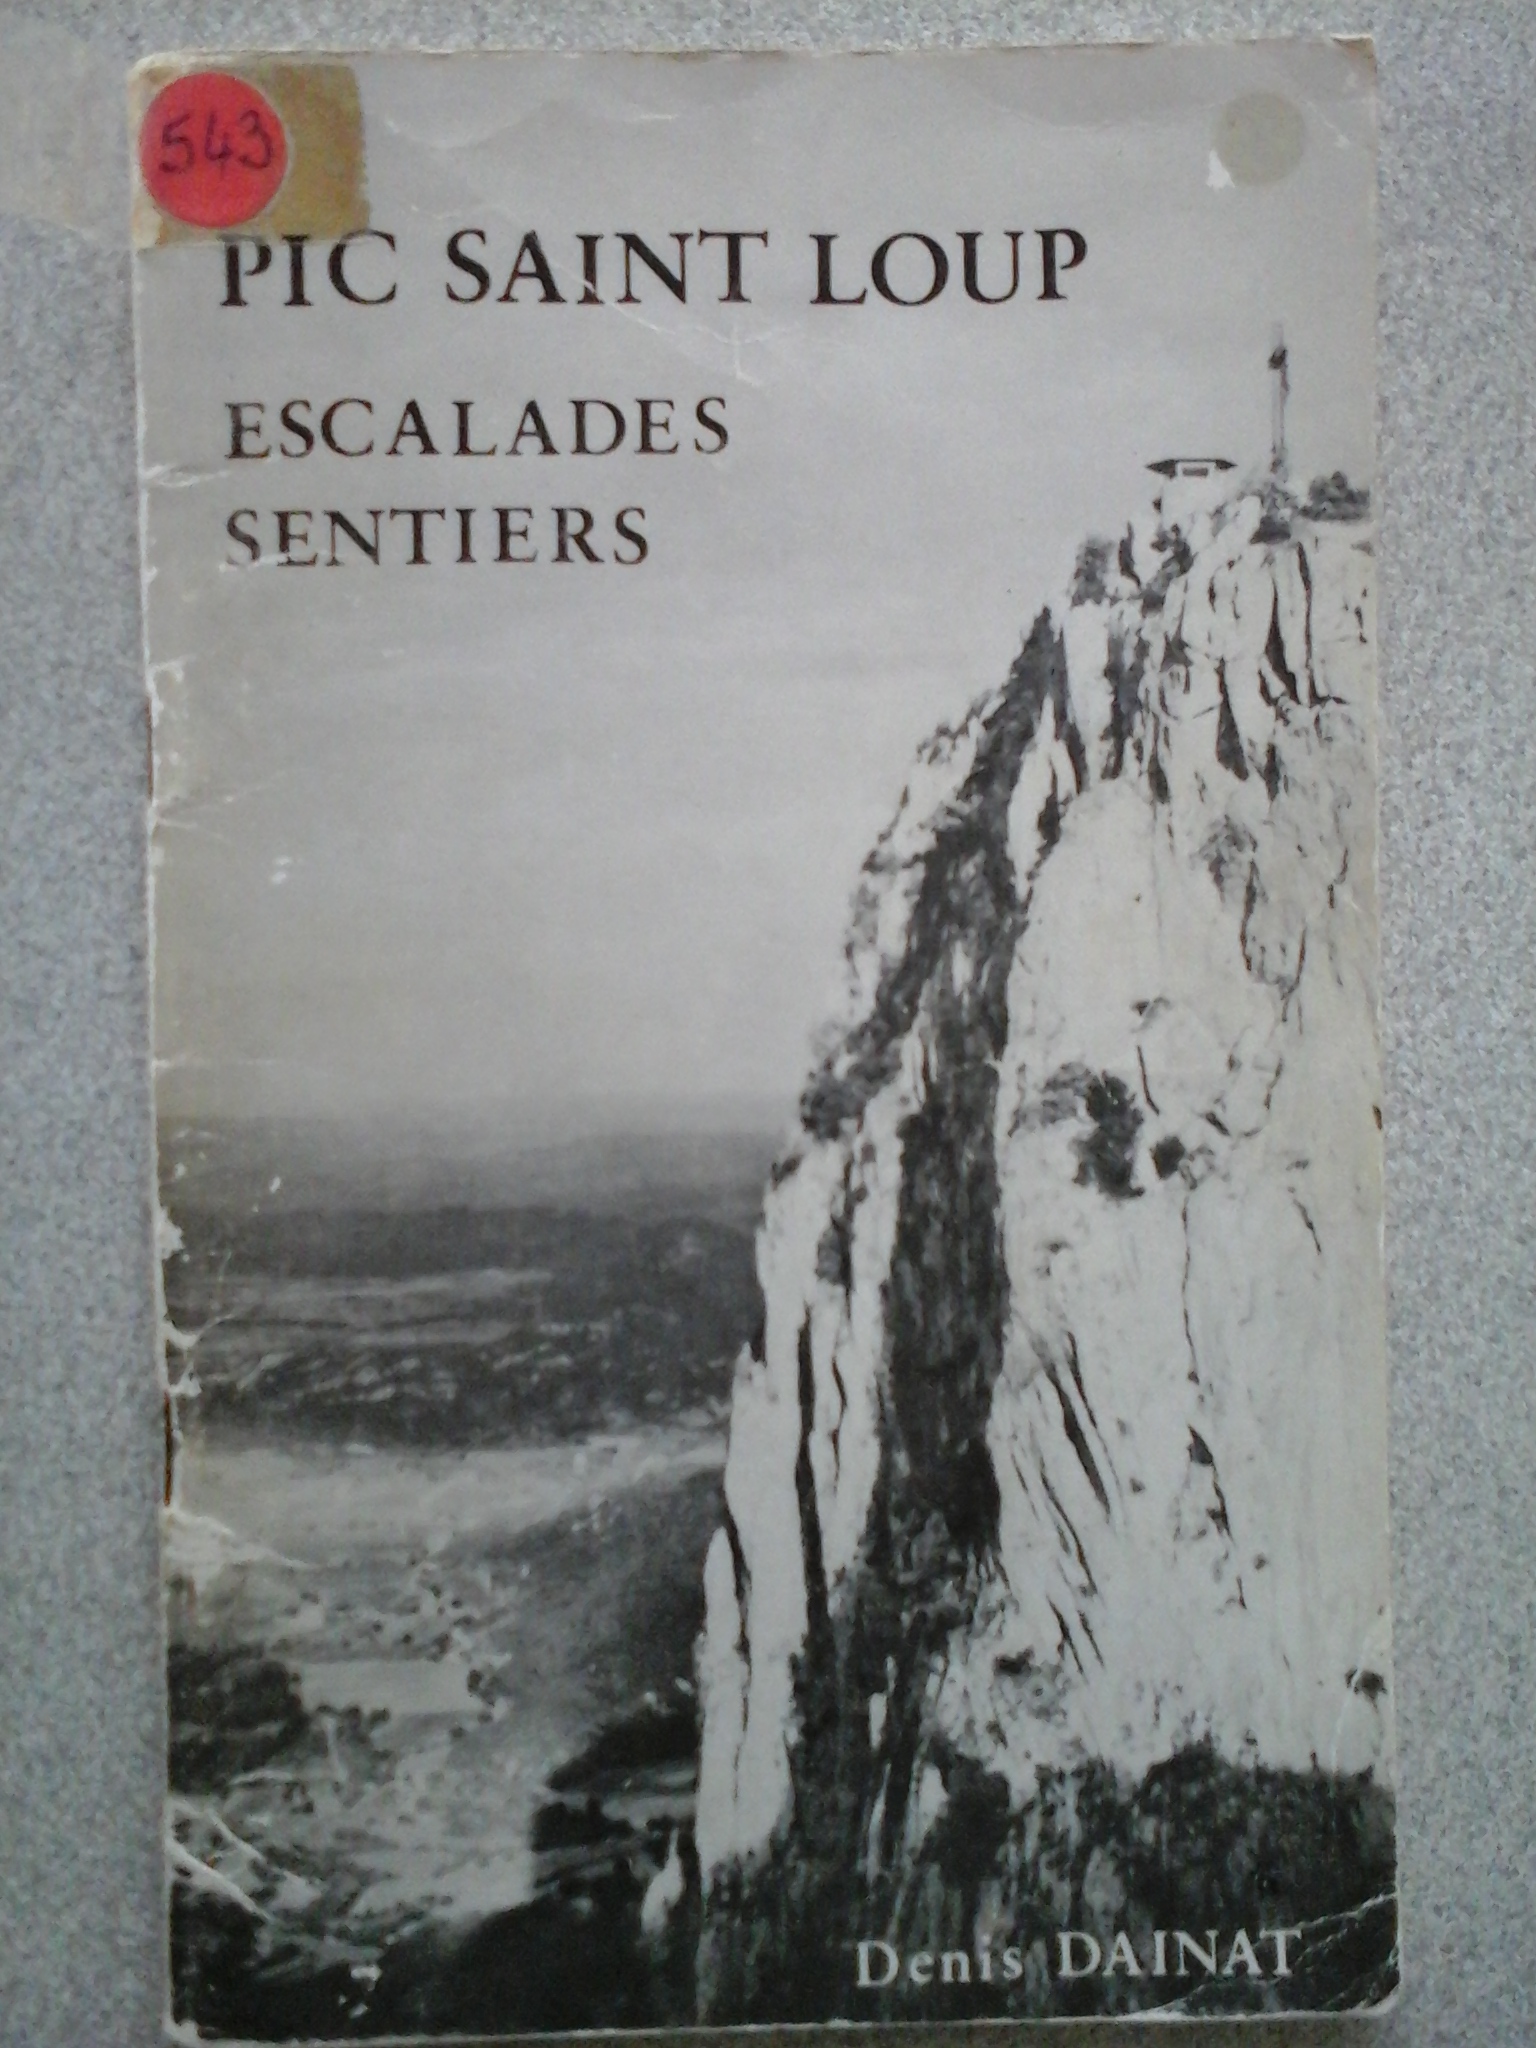 543
PIC SAINT LOUP
ESCALADES
SENTIERS
Denis DAINAT